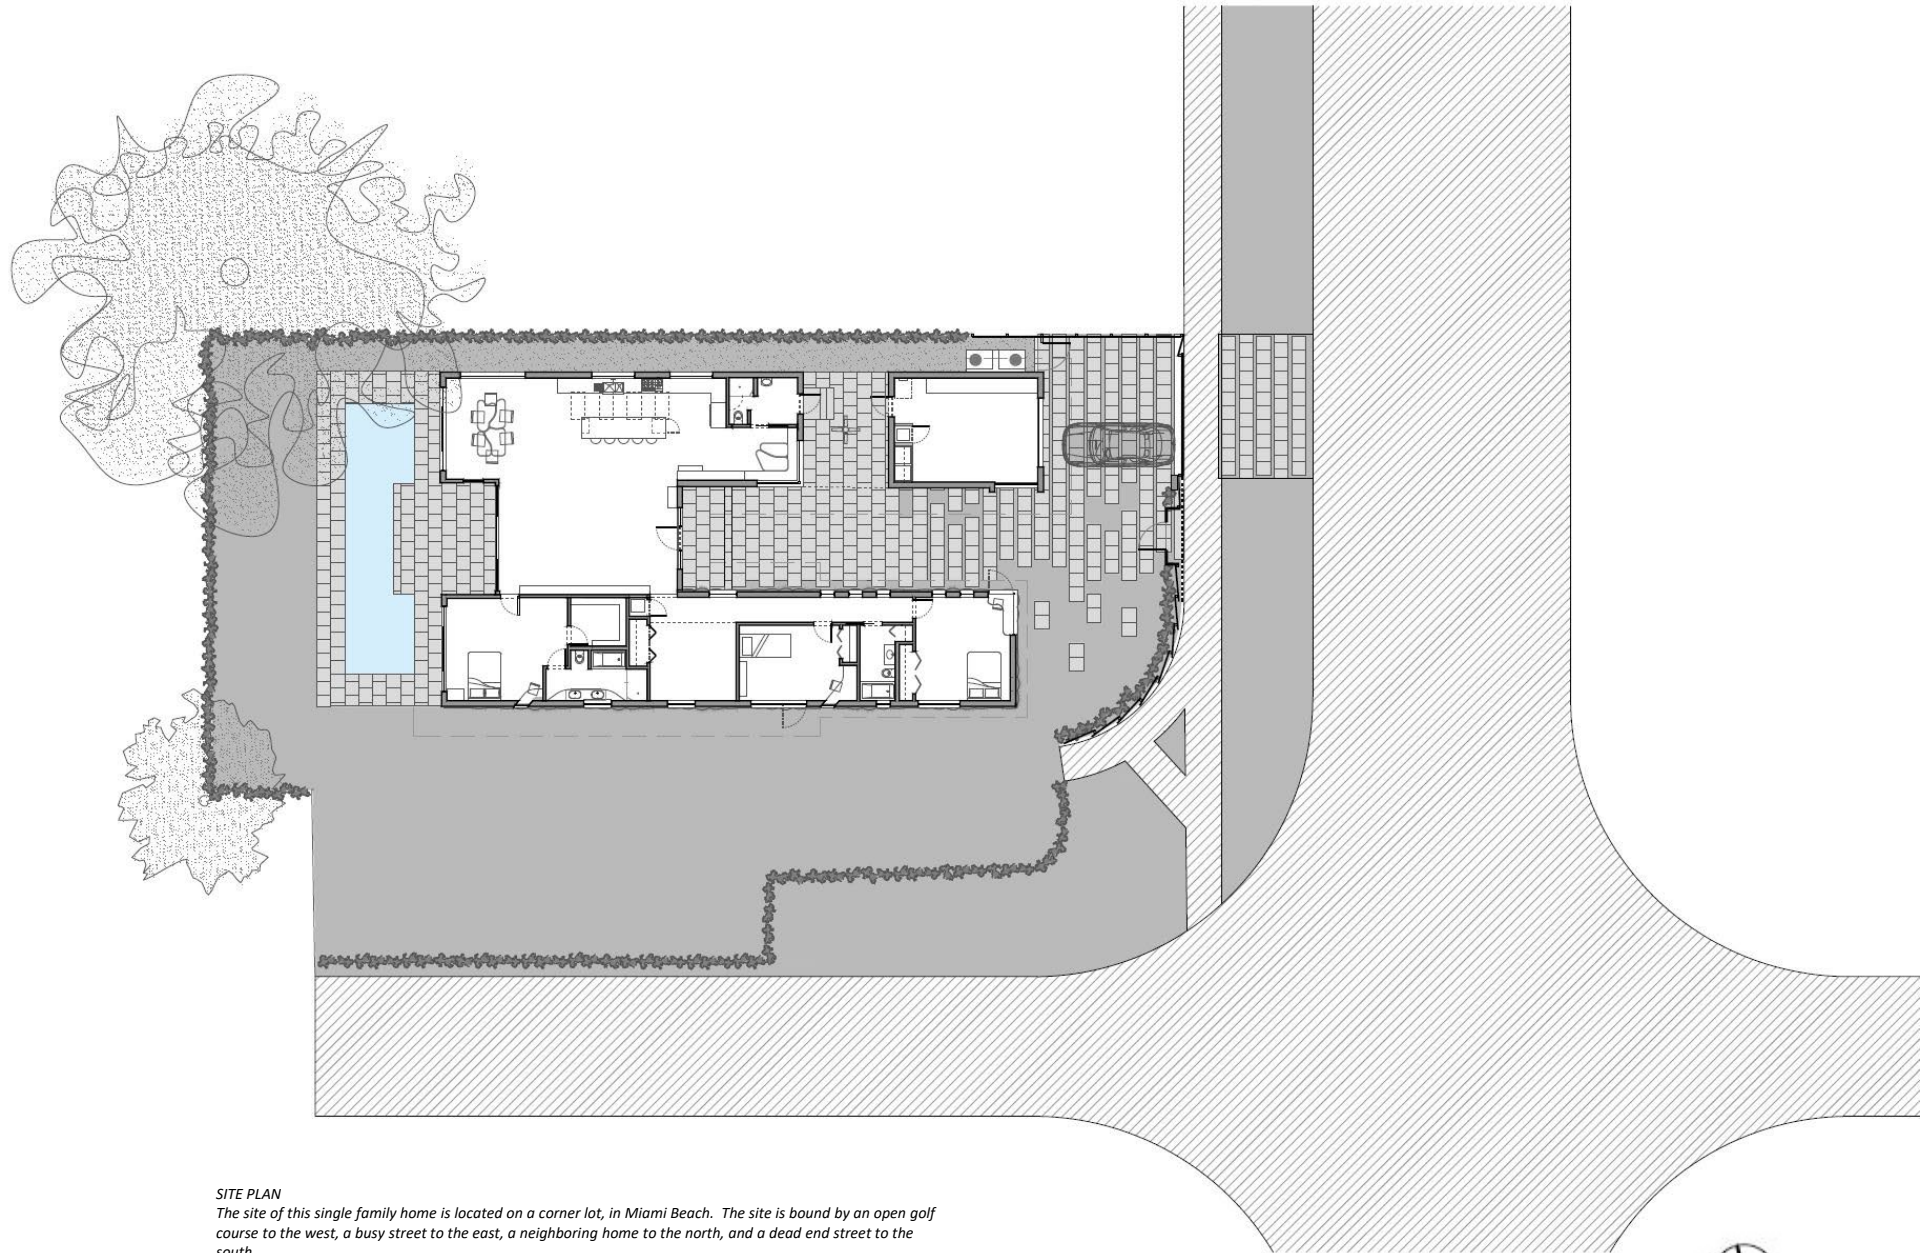 SITE PLAN
The site of this single family home is located on a corner lot, in Miami Beach.  The site is bound by an open golf
course to the west, a busy street to the east, a neighboring home to the north, and a dead end street to the
south